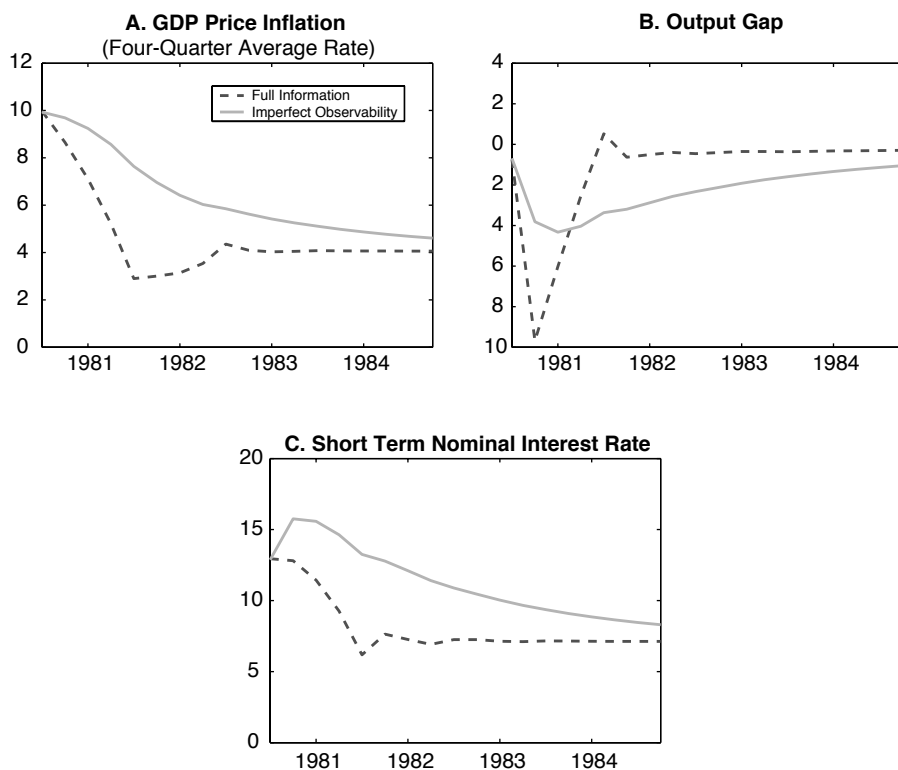 A. GDP Price Inflation
(Four-Quarter Average Rate)
12
10
8
6
4
2
0
Full Information
Imperfect Observability
1981 1982 1983 1984
B. Output Gap
4
2
0
2
4
6
8
10
1981 1982 1983 1984
C. Short Term Nominal Interest Rate
20
15
10
5
0
1981 1982 1983 1984